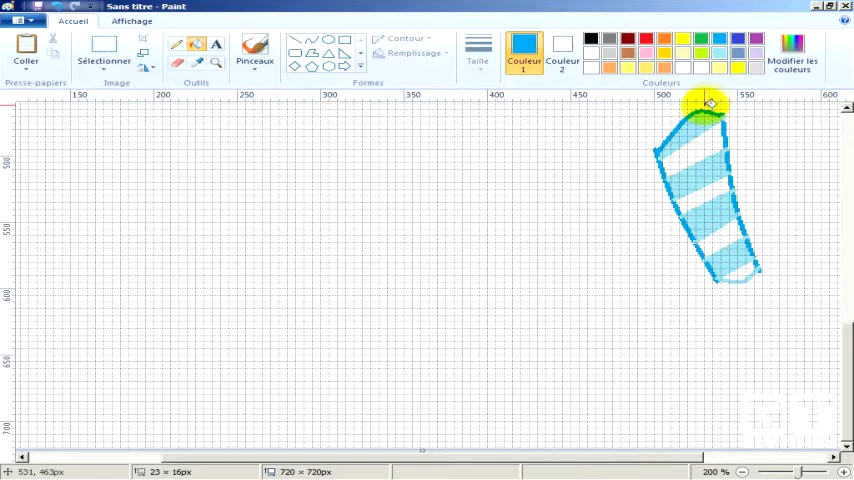 Sans titre - Paint
Accueil Affichage
Coller Sélectionner Pinceaux Contour Remplissage Taille Couleur 1 Couleur 2 Modifier les couleurs
Presse-papiers Image Outils Formes Couleurs
150 200 250 300 350 400 450 500 550 600
500
550
600
650
700
531, 463px 23 × 16px 720 × 720px 200 %